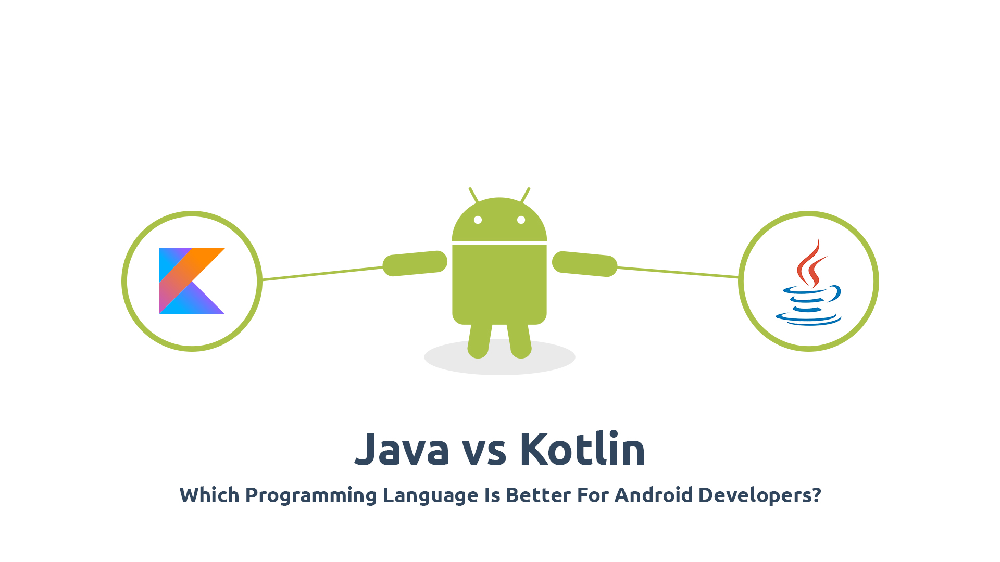 Java vs Kotlin
Which Programming Language Is Better For Android Developers?